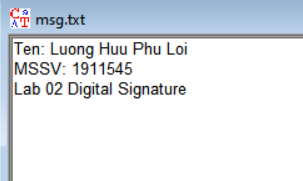 msg.txt
Ten: Luong Huu Phu Loi
MSSV: 1911545
Lab 02 Digital Signature